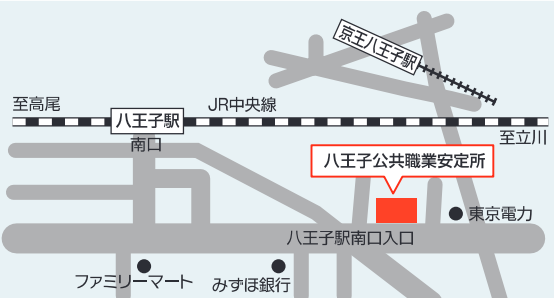 京王八王子駅
至高尾
JR中央線
八王子駅
至立川
南口
八王子公共職業安定所
東京電力
八王子駅南口入口
ファミリーマート
みずほ銀行